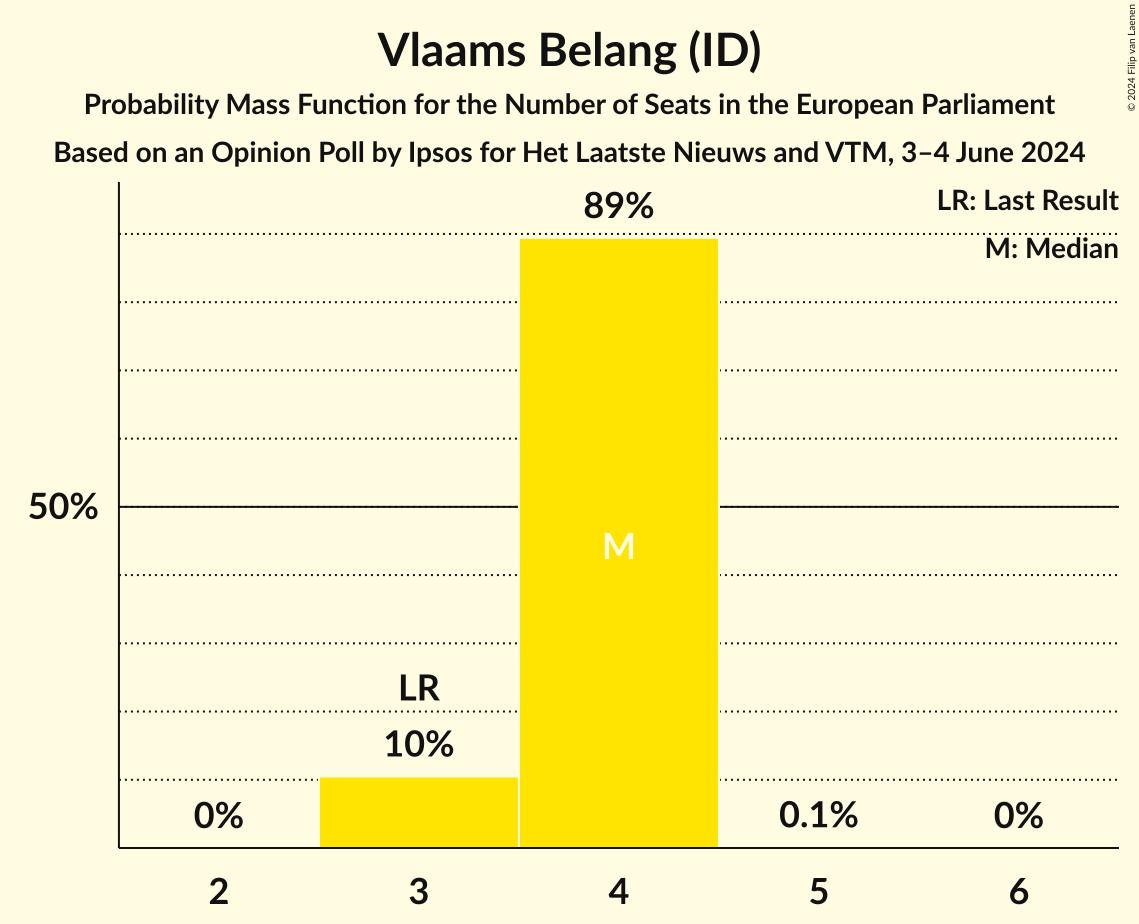 Vlaams Belang (ID)
Probability Mass Function for the Number of Seats in the European Parliament
Based on an Opinion Poll by Ipsos for Het Laatste Nieuws and VTM, 3–4 June 2024
© 2024 Filip van Laenen
LR: Last Result
M: Median
89%
50%
M
LR
10%
0%
0.1%
0%
2
3
4
5
6